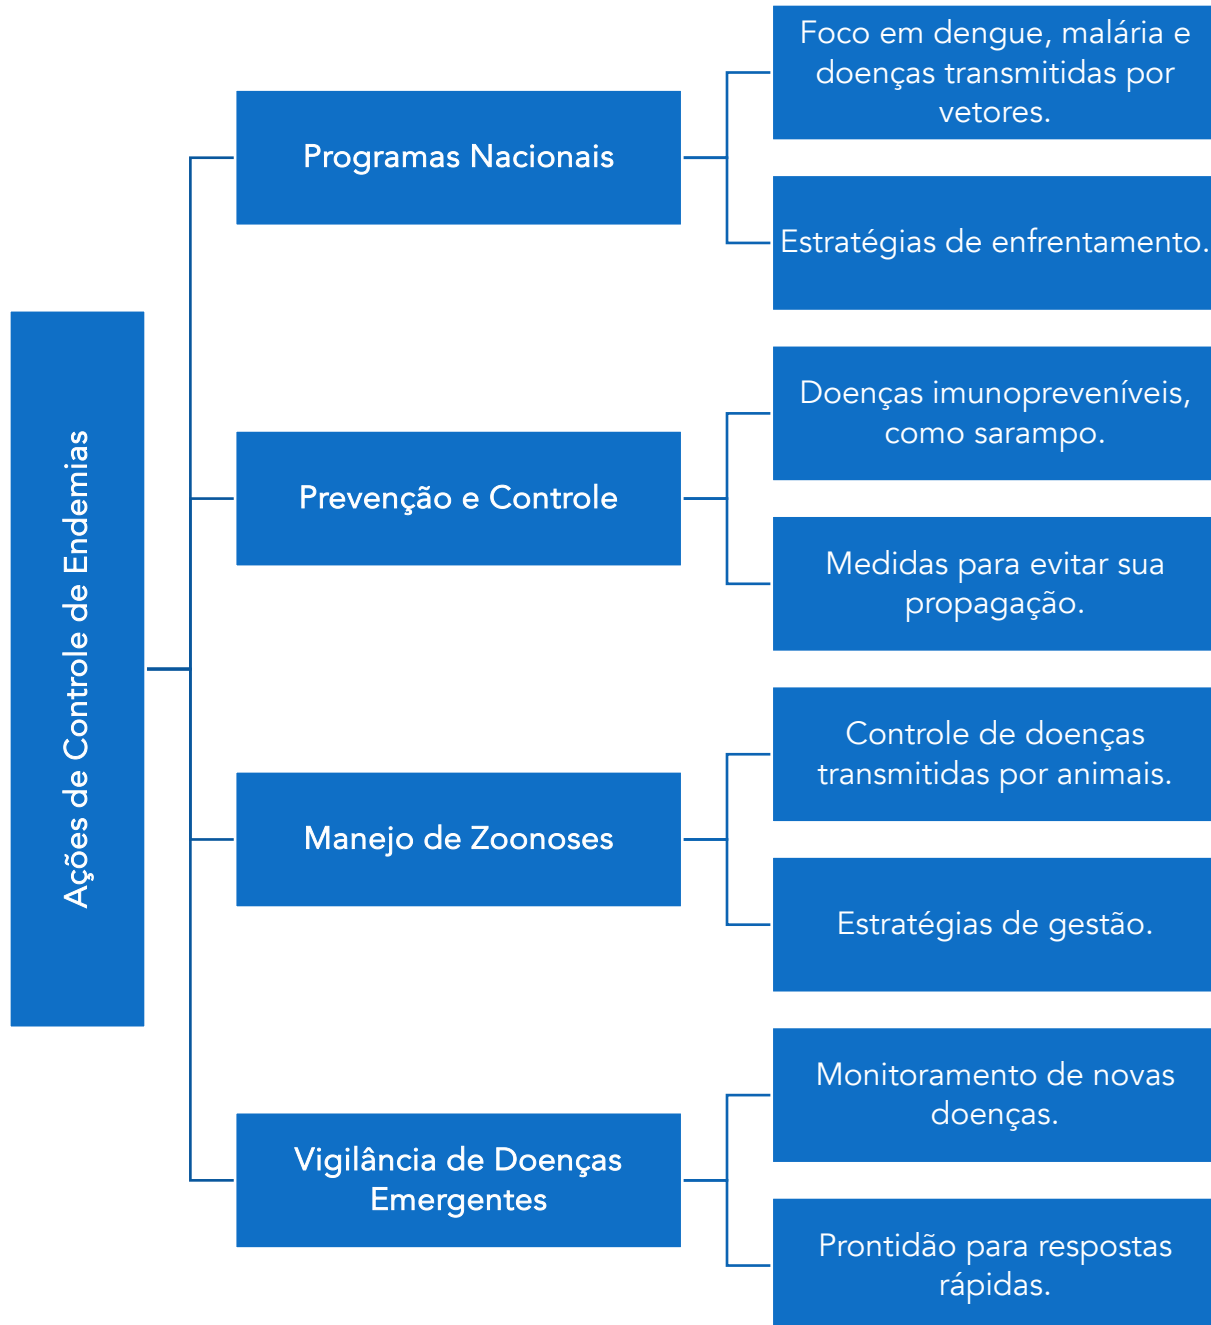 Ações de Controle de Endemias
Programas Nacionais
Foco em dengue, malária e
doenças transmitidas por
vetores.
Estratégias de enfrentamento.
Prevenção e Controle
Doenças imunopreveníveis,
como sarampo.
Medidas para evitar sua
propagação.
Manejo de Zoonoses
Controle de doenças
transmitidas por animais.
Estratégias de gestão.
Vigilância de Doenças
Emergentes
Monitoramento de novas
doenças.
Prontidão para respostas
rápidas.